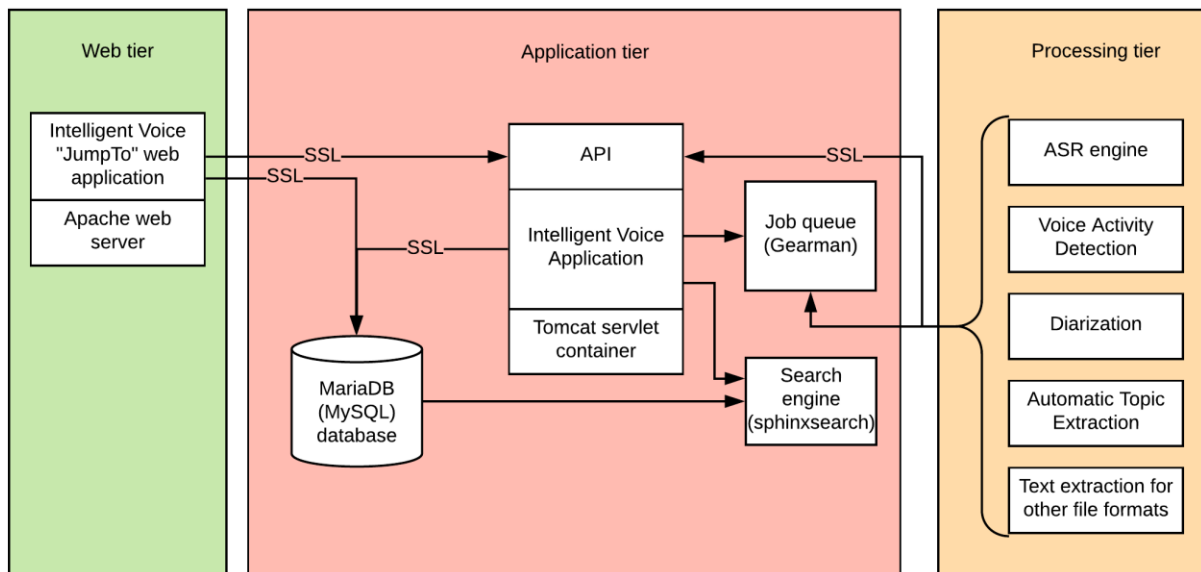 Web tier
Application tier
Processing tier
Intelligent Voice
"JumpTo" web
application
Apache web
server
SSL
SSL
SSL
SSL
API
Intelligent Voice
Application
Tomcat servlet
container
Job queue
(Gearman)
MariaDB
(MySQL)
database
Search
engine
(sphinxsearch)
ASR engine
Voice Activity
Detection
Diarization
Automatic Topic
Extraction
Text extraction for
other file formats